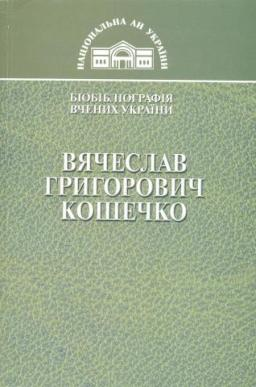 НАЦІОНАЛЬНА АН УКРАЇНИ
БІОБІБЛІОГРАФІЯ
ВЧЕНИХ УКРАЇНИ
ВЯЧЕСЛАВ
ГРИГОРОВИЧ
КОШЕЧКО